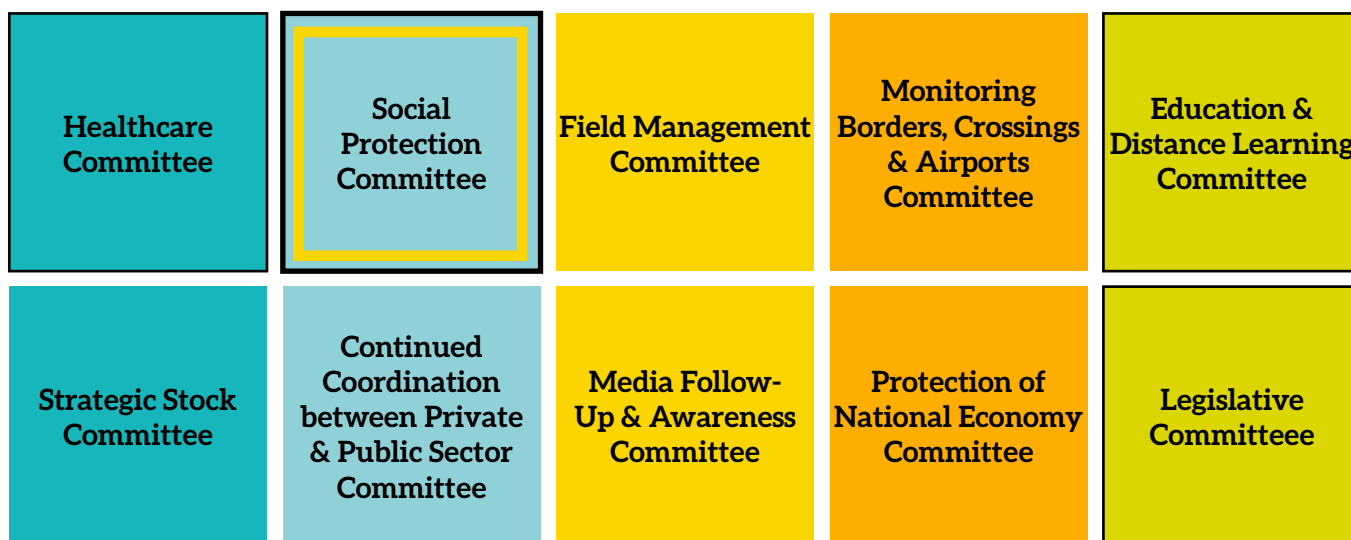 Healthcare
Committee
Social
Protection
Committee
Field Management
Committee
Monitoring
Borders, Crossings
& Airports
Committee
Education &
Distance Learning
Committee
Strategic Stock
Committee
Continued
Coordination
between Private
& Public Sector
Committee
Media Follow-
Up & Awareness
Committee
Protection of
National Economy
Committee
Legislative
Committeee